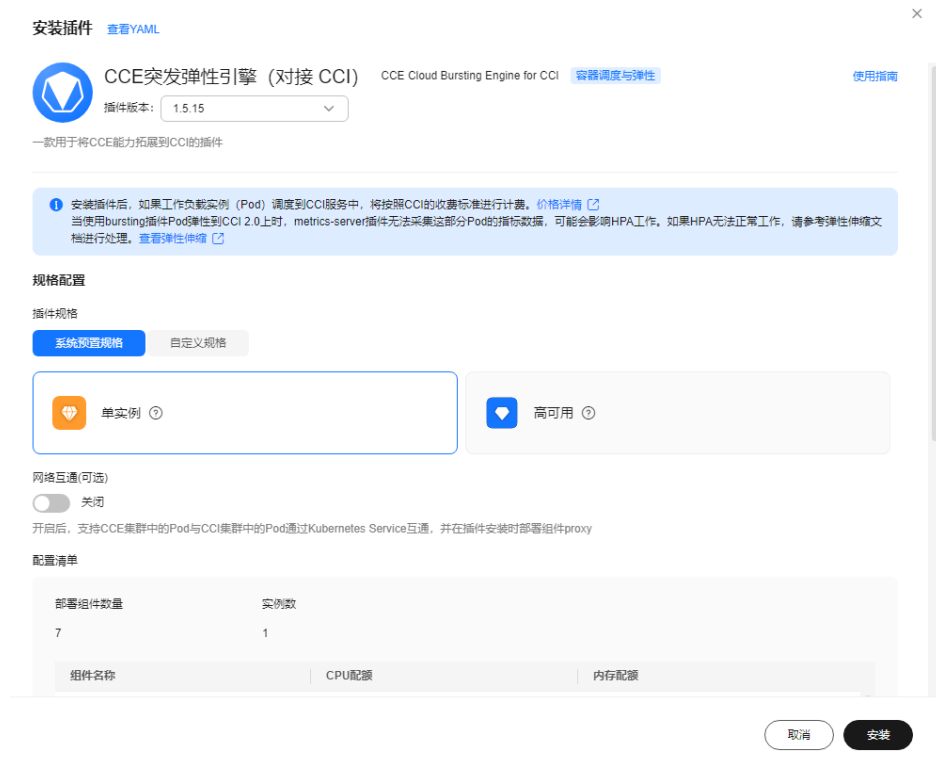 安装插件 查看YAML
CCE突发弹性引擎（对接 CCI） CCE Cloud Bursting Engine for CCI 容器调度与弹性 使用指南
插件版本： 1.5.15
一款用于将CCE能力拓展到CCI的插件
安装插件后，如果工作负载实例（Pod）调度到CCI服务中，将按照CCI的收费标准进行计费。价格详情
当使用bursting插件Pod弹性到CCI 2.0上时，metrics-server插件无法采集这部分Pod的指标数据，可能会影响HPA工作。如果HPA无法正常工作，请参考弹性伸缩文
档进行处理。查看弹性伸缩
规格配置
插件规格
系统预置规格 自定义规格
单实例 高可用
网络互通(可选)
关闭
开启后，支持CCE集群中的Pod与CCI集群中的Pod通过Kubernetes Service互通，并在插件安装时部署组件proxy
配置清单
部署组件数量 实例数
7 1
组件名称 CPU配额 内存配额
取消 安装